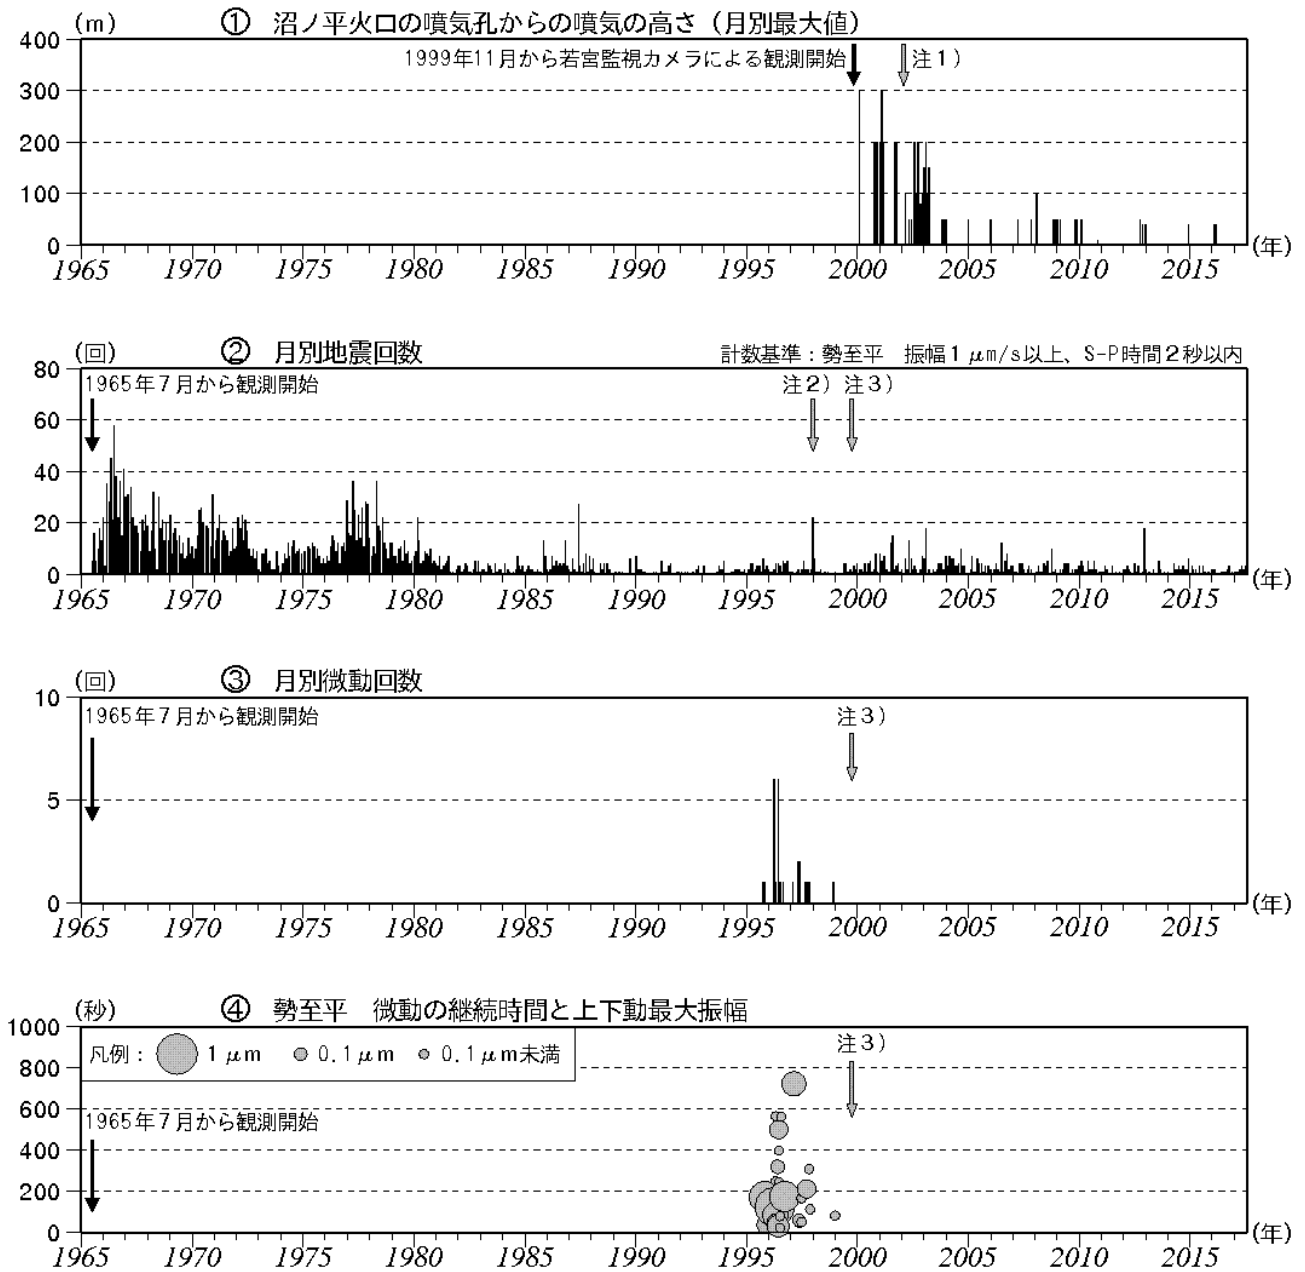 (m) ① 沼ノ平火口の噴気孔からの噴気の高さ(月別最大値)
400
1999年11月から若宮監視カメラによる観測開始 注1)
300
200
100
0
1965 1970 1975 1980 1985 1990 1995 2000 2005 2010 2015 (年)
(回) ② 月別地震回数 計数基準:勢至平 振幅1μm/s以上、S-P時間2秒以内
80
1965年7月から観測開始 注2) 注3)
60
40
20
0
1965 1970 1975 1980 1985 1990 1995 2000 2005 2010 2015 (年)
(回) ③ 月別微動回数
10
1965年7月から観測開始 注3)
5
0
1965 1970 1975 1980 1985 1990 1995 2000 2005 2010 2015 (年)
(秒) ④ 勢至平 微動の継続時間と上下動最大振幅
1000
凡例: 1μm 0.1μm 0.1μm未満 注3)
800
600
1965年7月から観測開始
400
200
0
1965 1970 1975 1980 1985 1990 1995 2000 2005 2010 2015 (年)